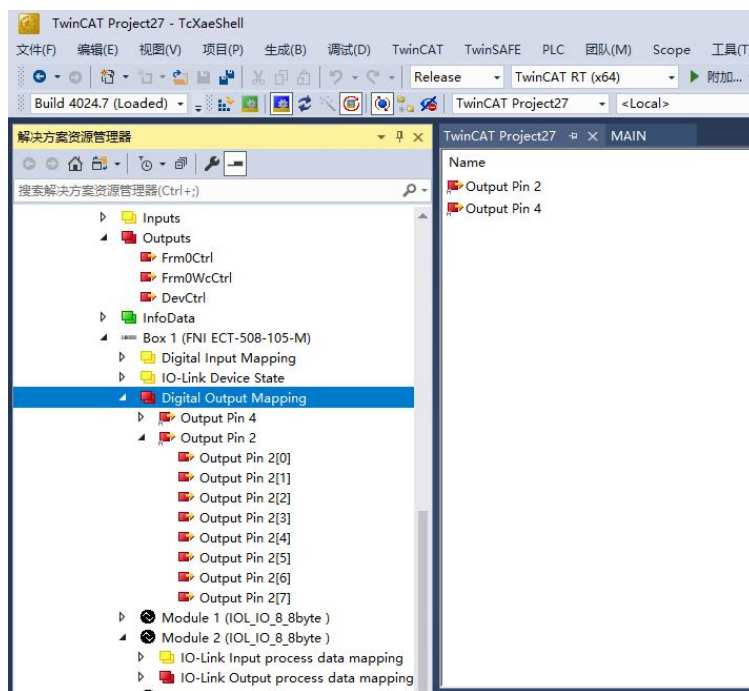 TwinCAT Project27 - TcXaeShell
文件(F) 编辑(E) 视图(V) 项目(P) 生成(B) 调试(D) TwinCAT TwinSAFE PLC 团队(M) Scope 工具(T
Release TwinCAT RT (x64) 附加...
Build 4024.7 (Loaded) TwinCAT Project27 <Local>
解决方案资源管理器
TwinCAT Project27 MAIN
搜索解决方案资源管理器(Ctrl+;)
Name
Output Pin 2
Output Pin 4
Inputs
Outputs
Frm0Ctrl
Frm0WcCtrl
DevCtrl
InfoData
Box 1 (FNI ECT-508-105-M)
Digital Input Mapping
IO-Link Device State
Digital Output Mapping
Output Pin 4
Output Pin 2
Output Pin 2[0]
Output Pin 2[1]
Output Pin 2[2]
Output Pin 2[3]
Output Pin 2[4]
Output Pin 2[5]
Output Pin 2[6]
Output Pin 2[7]
Module 1 (IOL_IO_8_8byte )
Module 2 (IOL_IO_8_8byte )
IO-Link Input process data mapping
IO-Link Output process data mapping